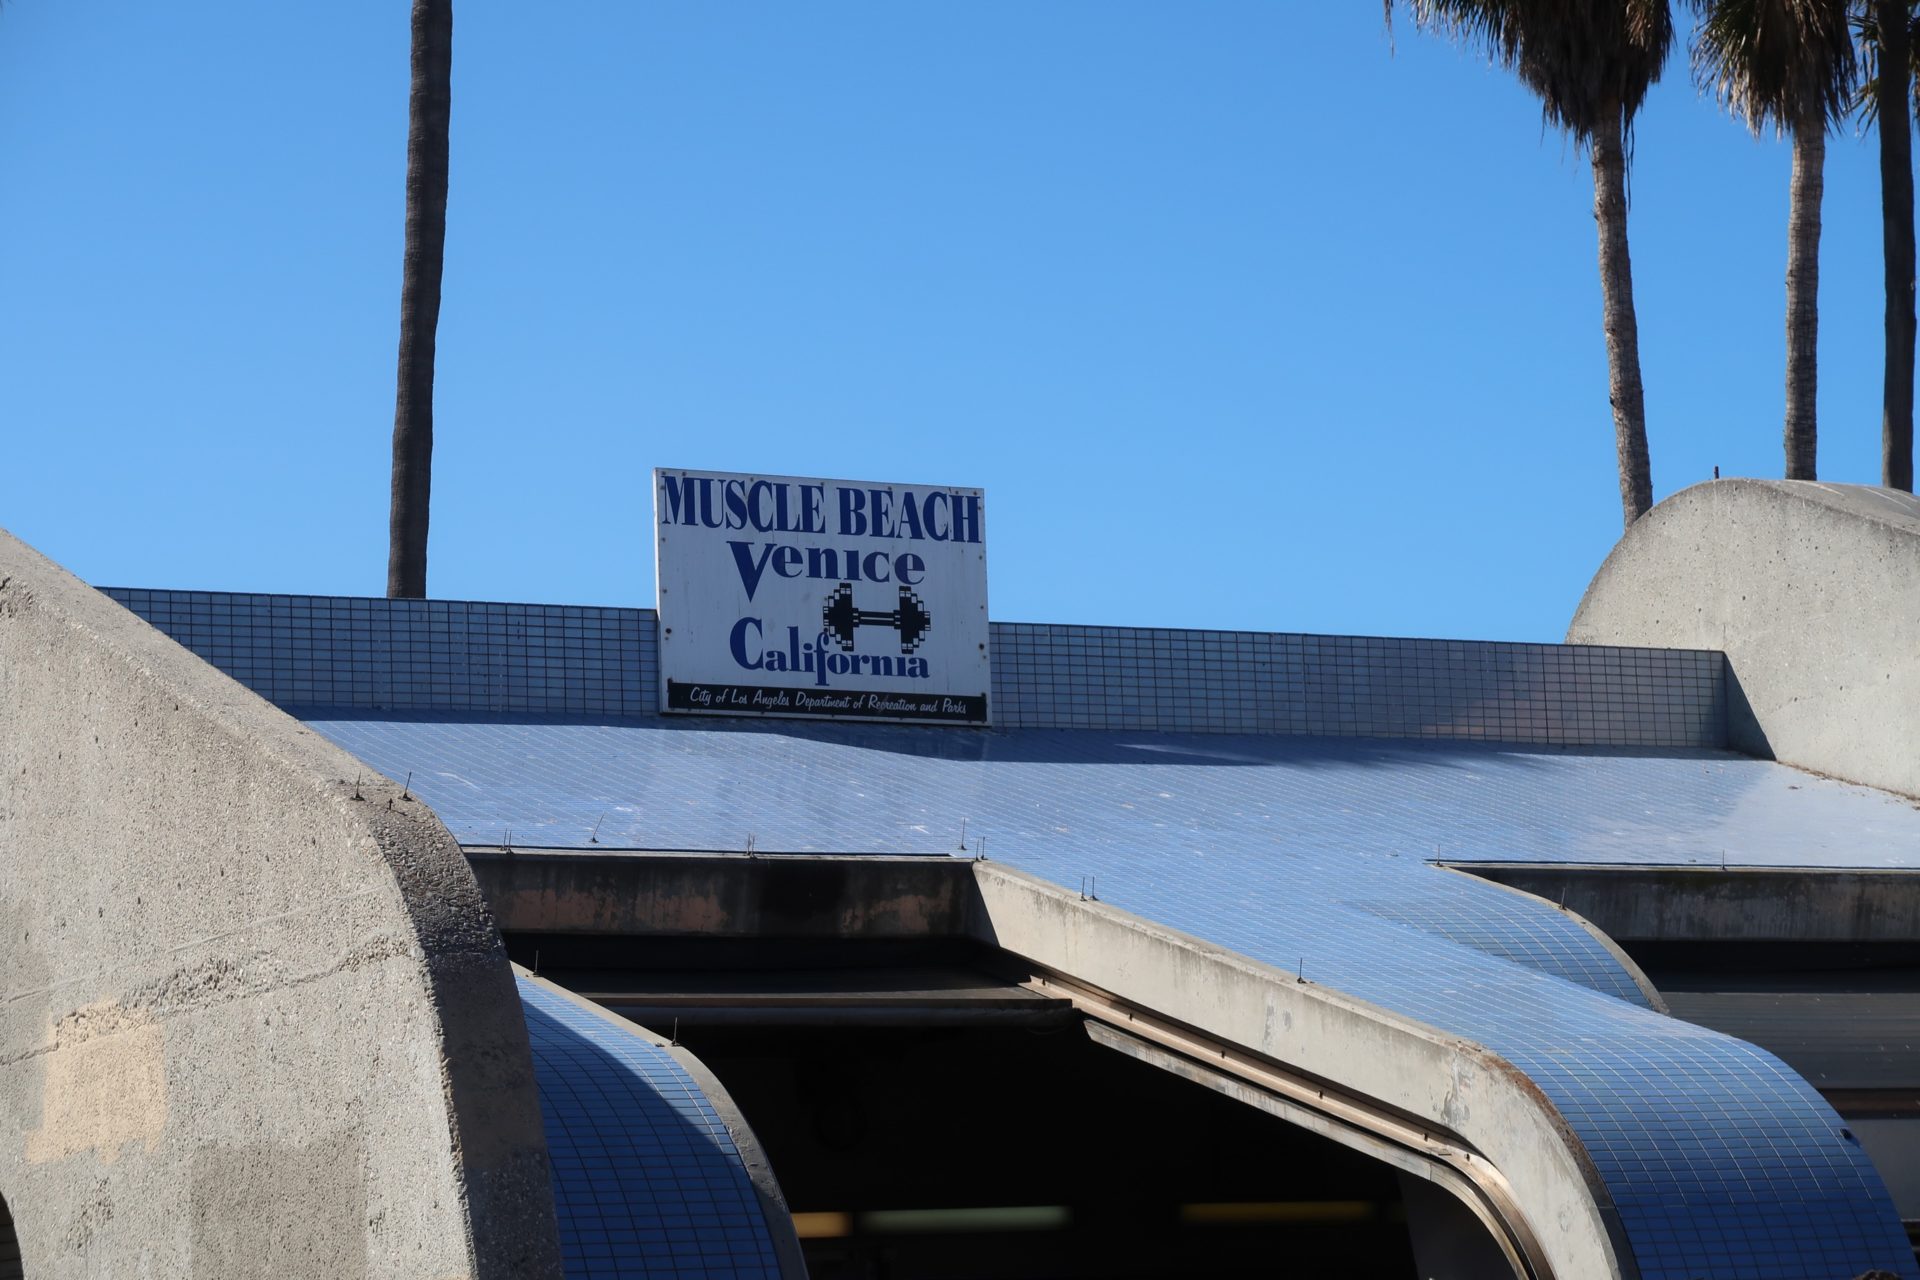 MUSCLE BEACH
Venice
California
City of Los Angeles Department of Recreation and Parks